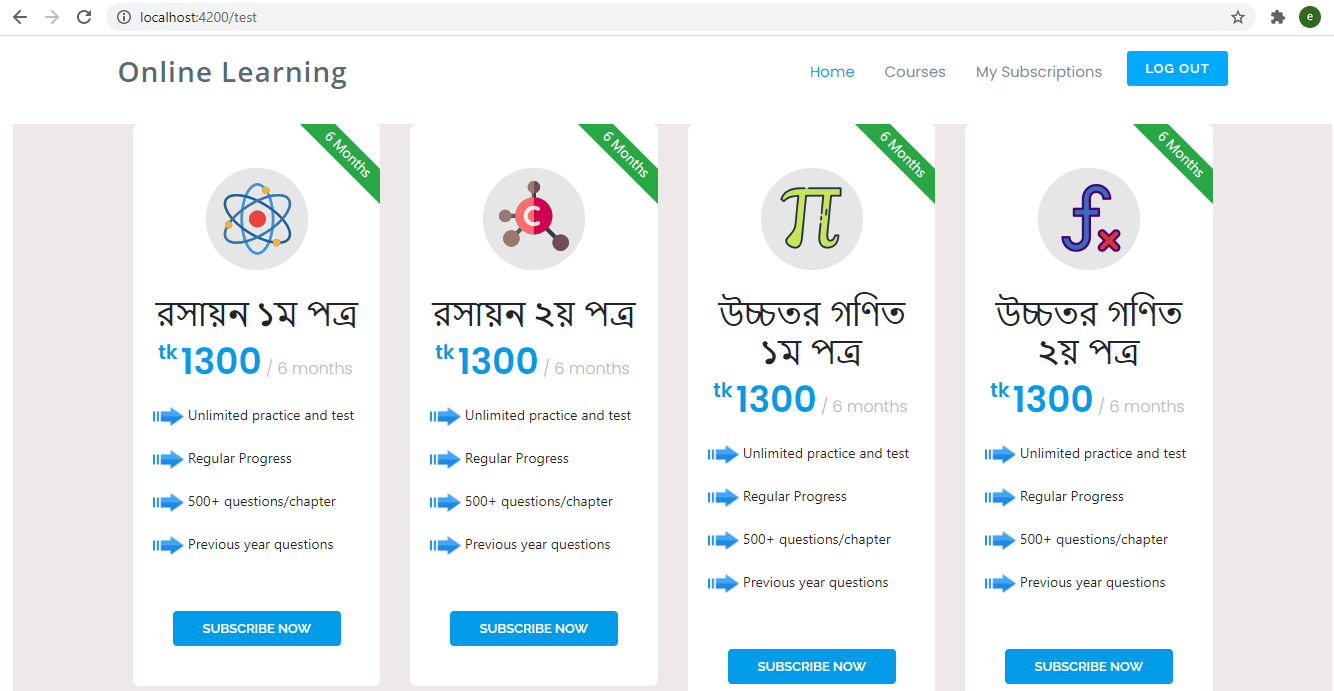 localhost:4200/test
e
Online Learning
Home
Courses
My Subscriptions
LOG OUT
6 Months
রসায়ন ১ম পত্র
tk1300 / 6 months
Unlimited practice and test
Regular Progress
500+ questions/chapter
Previous year questions
SUBSCRIBE NOW
6 Months
C
রসায়ন ২য় পত্র
tk1300 / 6 months
Unlimited practice and test
Regular Progress
500+ questions/chapter
Previous year questions
SUBSCRIBE NOW
6 Months
π
উচ্চতর গণিত
১ম পত্র
tk1300 / 6 months
Unlimited practice and test
Regular Progress
500+ questions/chapter
Previous year questions
SUBSCRIBE NOW
6 Months
fx
উচ্চতর গণিত
২য় পত্র
tk1300 / 6 months
Unlimited practice and test
Regular Progress
500+ questions/chapter
Previous year questions
SUBSCRIBE NOW